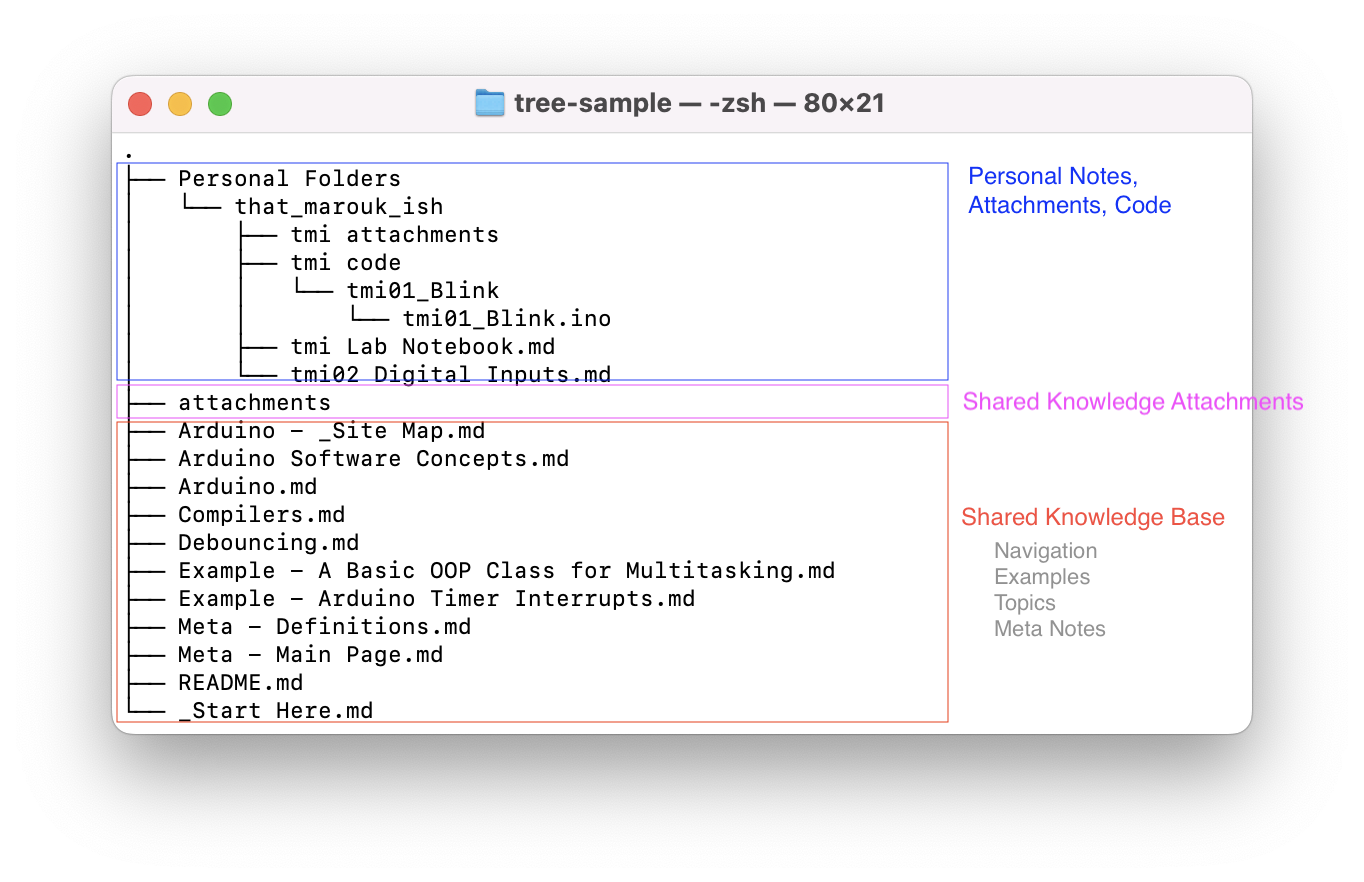 tree-sample — -zsh — 80×21
.
├── Personal Folders
│   └── that_marouk_ish
│       ├── tmi attachments
│       ├── tmi code
│       │   └── tmi01_Blink
│       │       └── tmi01_Blink.ino
│       ├── tmi Lab Notebook.md
│       └── tmi02 Digital Inputs.md
├── attachments
├── Arduino - _Site Map.md
├── Arduino Software Concepts.md
├── Arduino.md
├── Compilers.md
├── Debouncing.md
├── Example - A Basic OOP Class for Multitasking.md
├── Example - Arduino Timer Interrupts.md
├── Meta - Definitions.md
├── Meta - Main Page.md
├── README.md
└── _Start Here.md
Personal Notes,
Attachments, Code
Shared Knowledge Attachments
Shared Knowledge Base
Navigation
Examples
Topics
Meta Notes